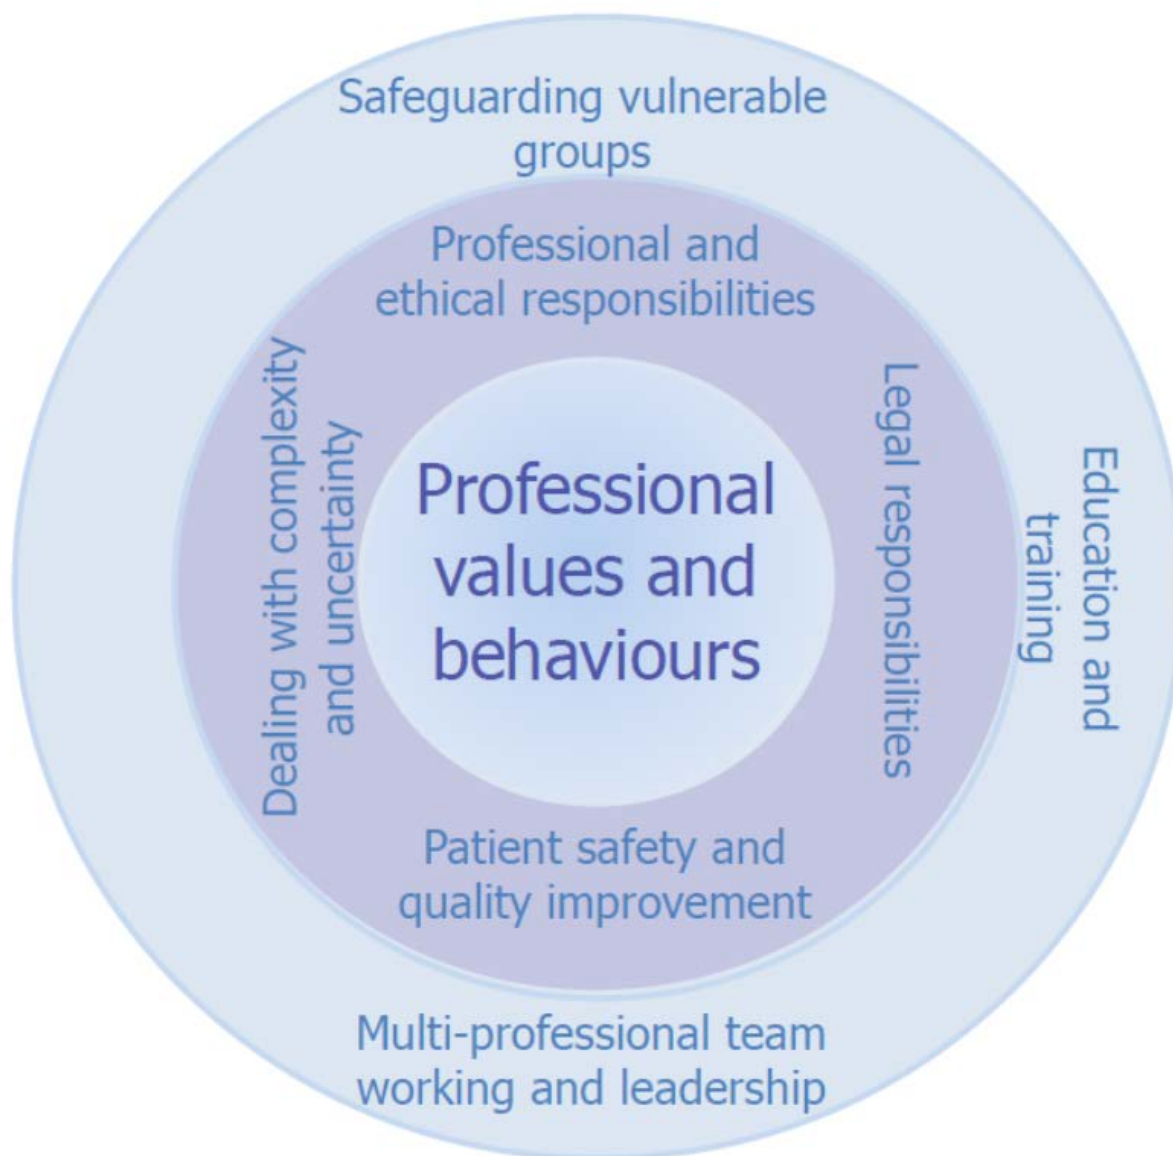 Safeguarding vulnerable
groups
Professional and
ethical responsibilities
Dealing with complexity
and uncertainty
Professional
values and
behaviours
Legal responsibilities
Education and
training
Patient safety and
quality improvement
Multi-professional team
working and leadership